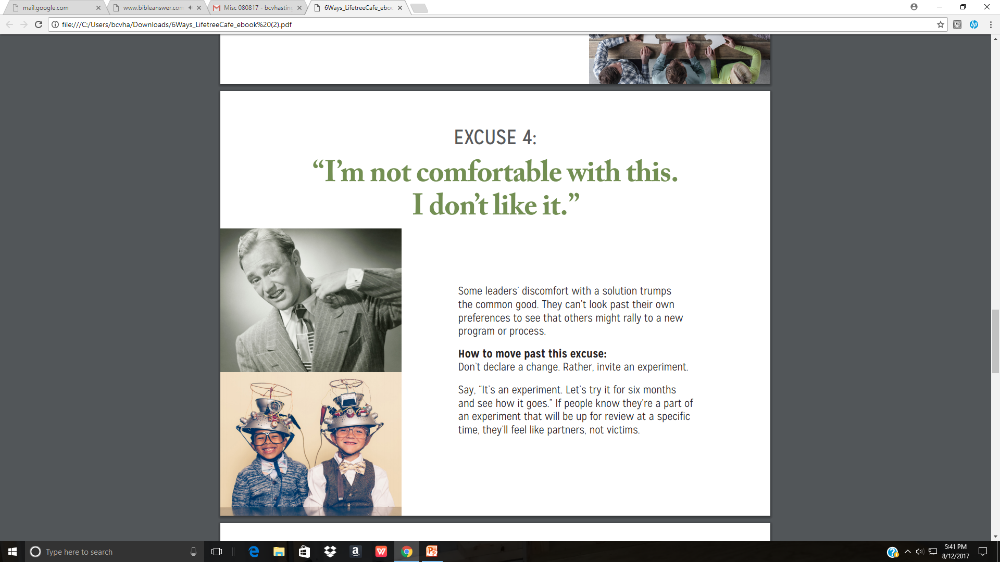 mail.google.com
www.bibleanswer.com
Misc 080817 - bcvhasting
6Ways_LifetreeCafe_eboo
file:///C:/Users/bcvha/Downloads/6Ways_LifetreeCafe_ebook%20(2).pdf
EXCUSE 4:
“I’m not comfortable with this.
I don’t like it.”
Some leaders’ discomfort with a solution trumps
the common good. They can’t look past their own
preferences to see that others might rally to a new
program or process.
How to move past this excuse:
Don’t declare a change. Rather, invite an experiment.
Say, “It’s an experiment. Let’s try it for six months
and see how it goes.” If people know they’re a part of
an experiment that will be up for review at a specific
time, they’ll feel like partners, not victims.
Type here to search
5:41 PM
8/12/2017